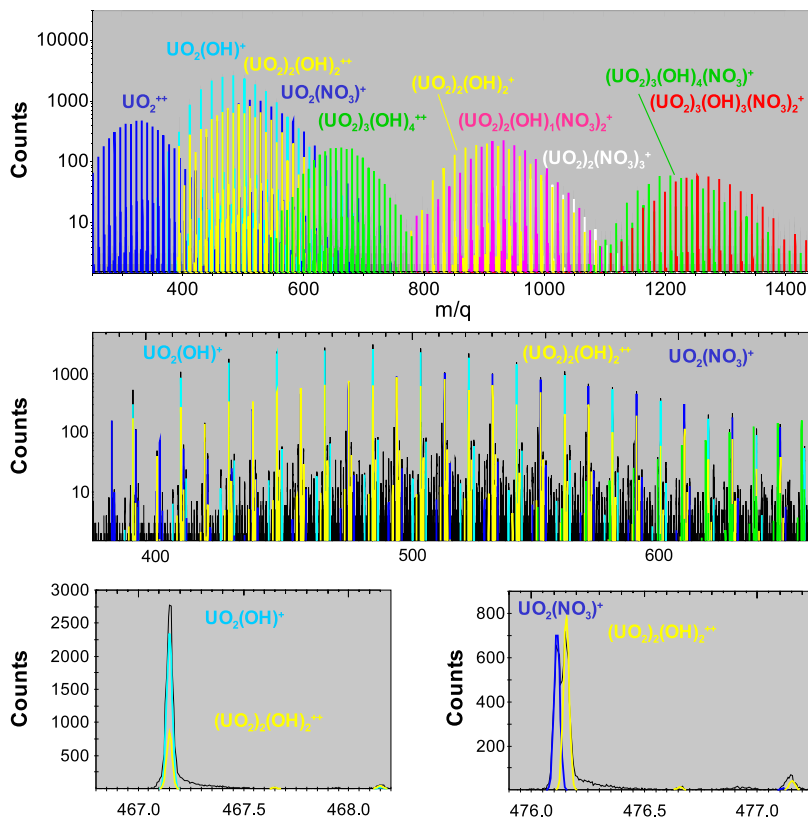 10000
1000
100
10
Counts
UO₂⁺⁺
UO₂(OH)⁺
(UO₂)₂(OH)₂⁺⁺
UO₂(NO₃)⁺
(UO₂)₃(OH)₄⁺⁺
(UO₂)₂(OH)₂⁺
(UO₂)₂(OH)₁(NO₃)₂⁺
(UO₂)₂(NO₃)₃⁺
(UO₂)₃(OH)₄(NO₃)⁺
(UO₂)₃(OH)₃(NO₃)₂⁺
400 600 800 1000 1200 1400
m/q
1000
100
10
Counts
UO₂(OH)⁺ (UO₂)₂(OH)₂⁺⁺ UO₂(NO₃)⁺
400 500 600
3000
2500
2000
1500
1000
500
Counts
UO₂(OH)⁺
(UO₂)₂(OH)₂⁺⁺
467.0 467.5 468.0
800
600
400
200
Counts
UO₂(NO₃)⁺
(UO₂)₂(OH)₂⁺⁺
476.0 476.5 477.0